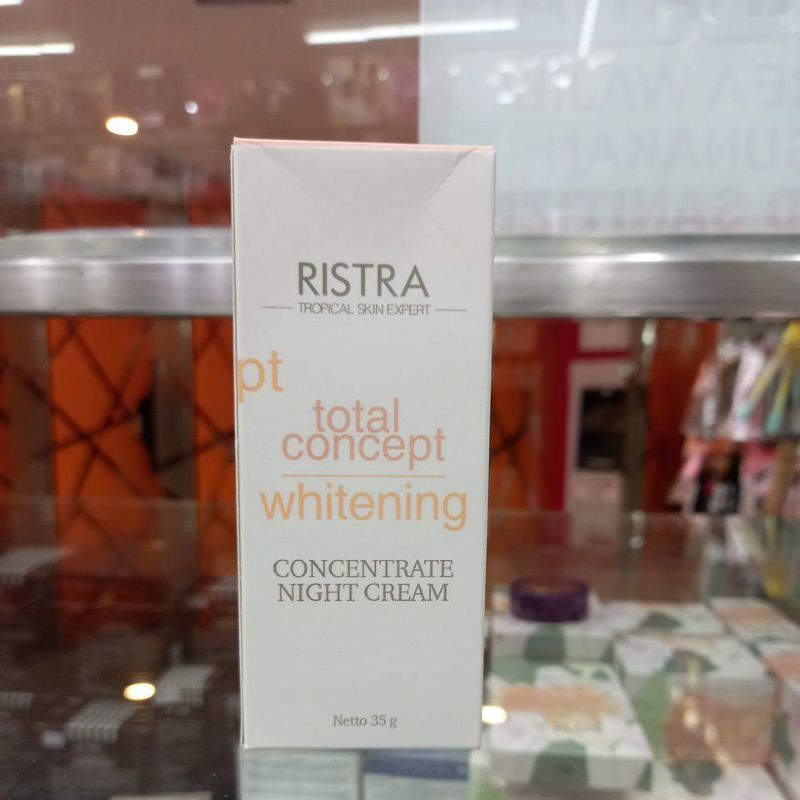 RISTRA
TROPICAL SKIN EXPERT
pt
total
concept
whitening
CONCENTRATE
NIGHT CREAM
Netto 35 g